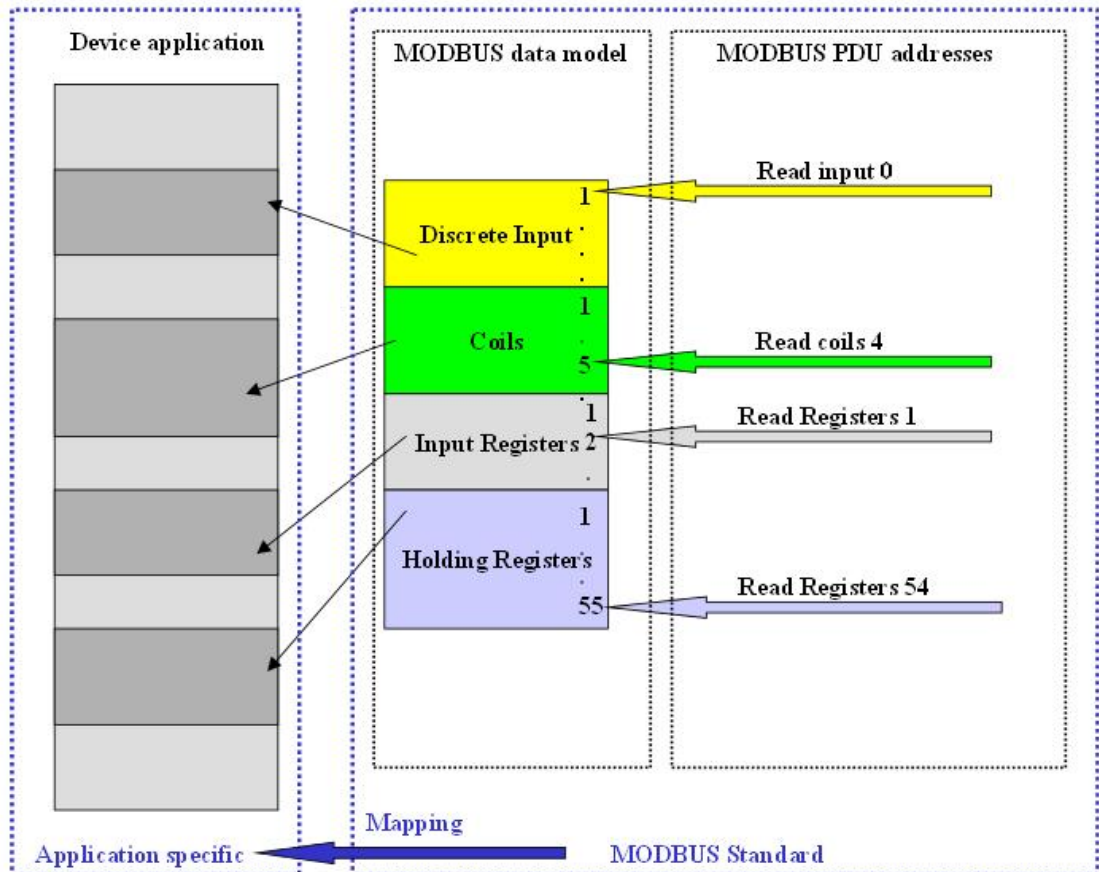 Device application
MODBUS data model
MODBUS PDU addresses
Read input 0
1
.
Discrete Input
.
.
.
1
Coils
.
5
Read coils 4
.
1
Input Registers 2
.
Read Registers 1
1
.
Holding Registers
.
55
Read Registers 54
Mapping
Application specific
MODBUS Standard